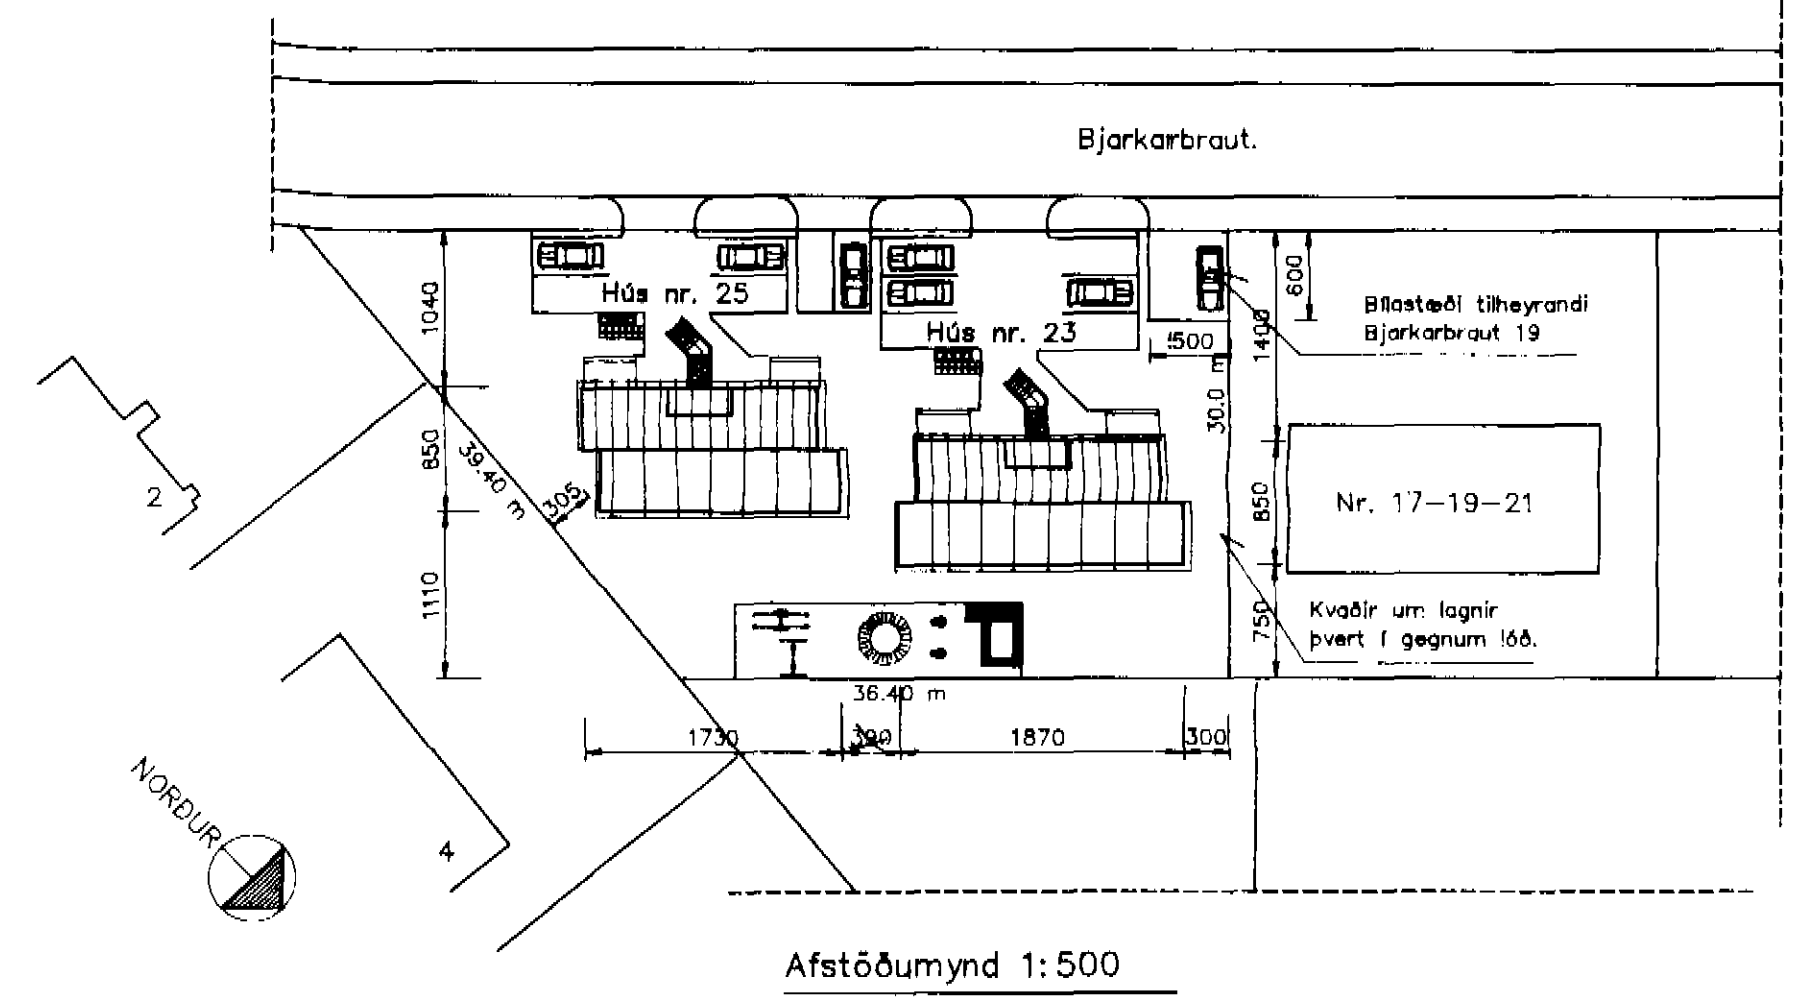 Bjarkarbraut.
Hús nr. 25
Hús nr. 23
1040
850
1110
39.40 m
305
600
1400
1500
30.0 m
850
750
Bílastæði tilheyrandi
Bjarkarbraut 19
Nr. 17-19-21
Kvaðir um lagnir
þvert í gegnum lóð.
2
4
36.40 m
1730
390
1870
300
NORÐUR
Afstöðumynd 1:500